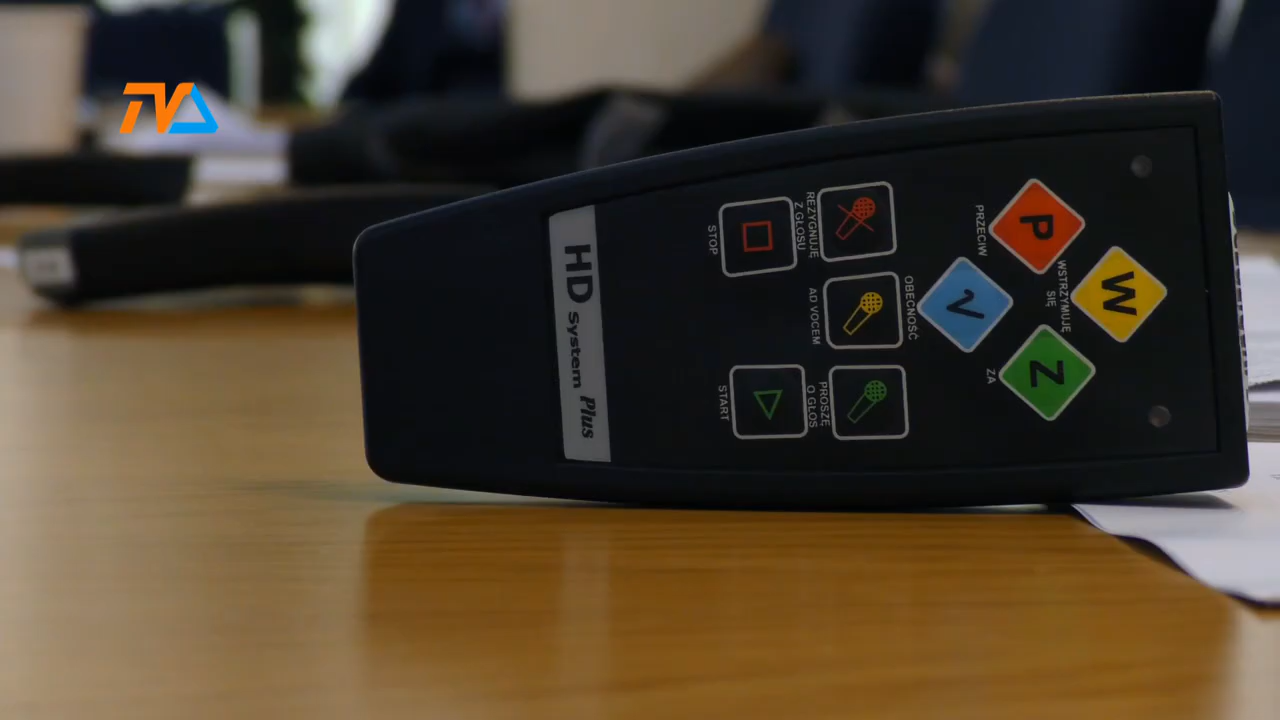 TVA
P
PRZECIW
WSTRZYMUJĘ
SIĘ
W
√
OBECNOŚĆ
Z
ZA
REZYGNUJĘ
Z GŁOSU
AD VOCEM
PROSZĘ
O GŁOS
STOP
START
HD System Plus